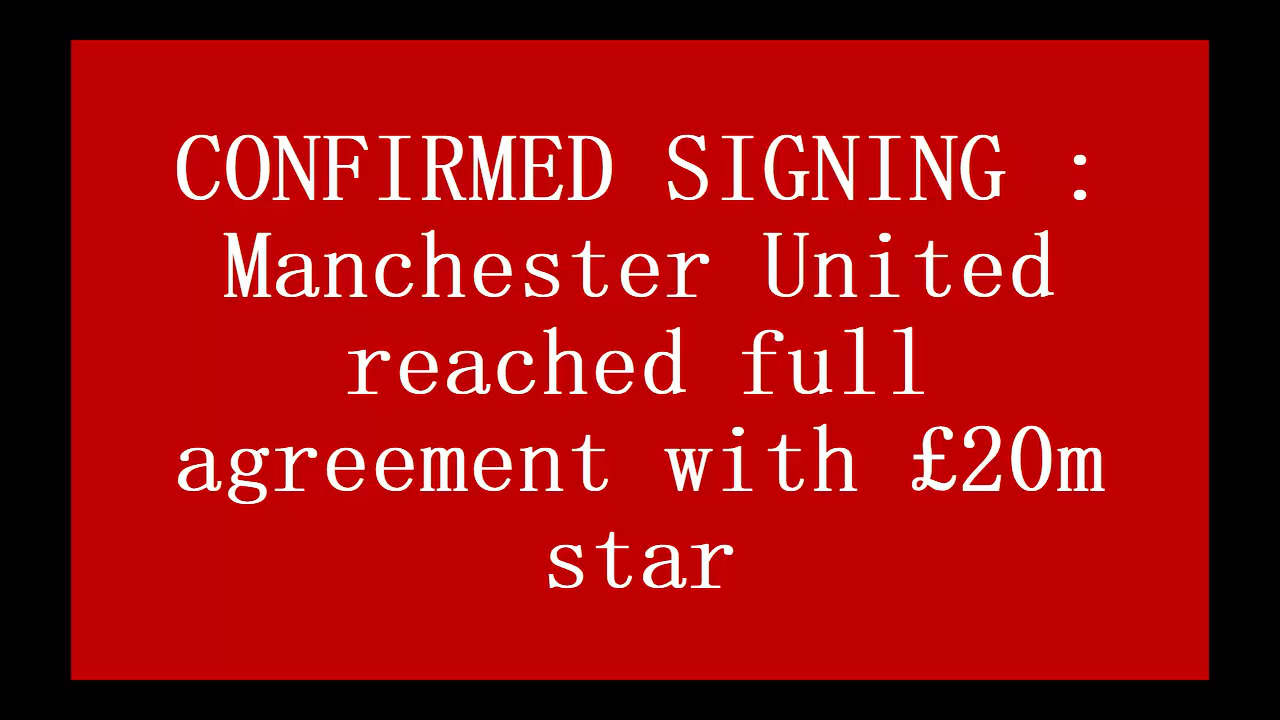 CONFIRMED SIGNING :
Manchester United
reached full
agreement with £20m
star